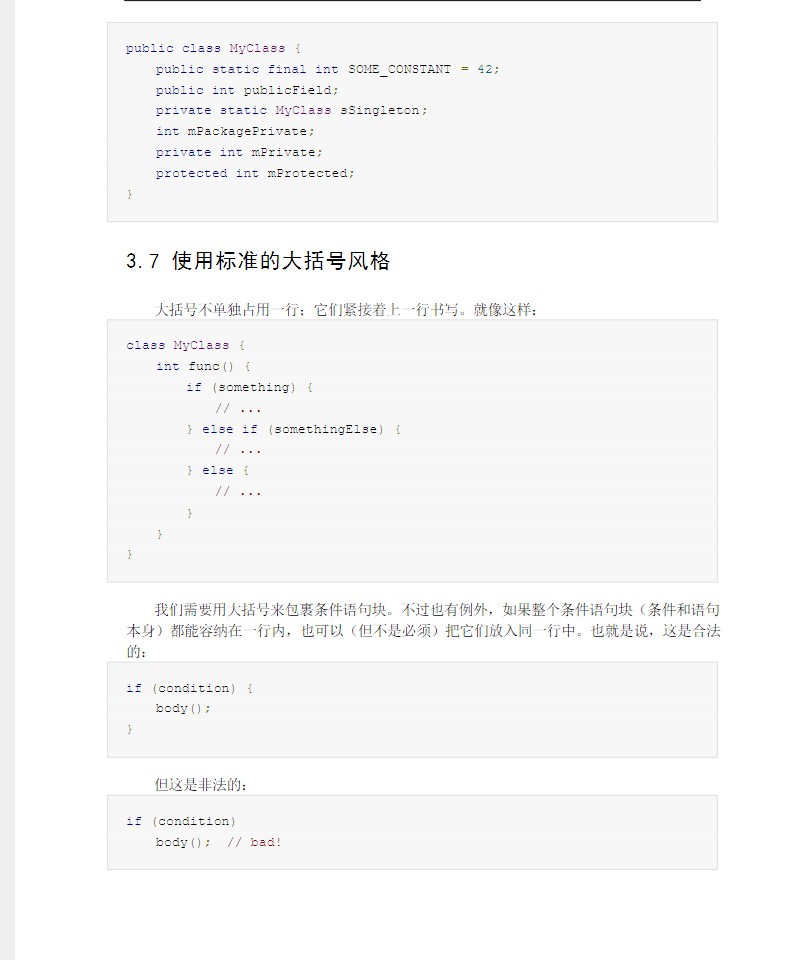 public class MyClass {
    public static final int SOME_CONSTANT = 42;
    public int publicField;
    private static MyClass sSingleton;
    int mPackagePrivate;
    private int mPrivate;
    protected int mProtected;
}
3.7 使用标准的大括号风格
大括号不单独占用一行；它们紧接着上一行书写。就像这样：
class MyClass {
    int func() {
        if (something) {
            // ...
        } else if (somethingElse) {
            // ...
        } else {
            // ...
        }
    }
}
我们需要用大括号来包裹条件语句块。不过也有例外，如果整个条件语句块（条件和语句
本身）都能容纳在一行内，也可以（但不是必须）把它们放入同一行中。也就是说，这是合法
的：
if (condition) {
    body();
}
但这是非法的：
if (condition)
    body();  // bad!